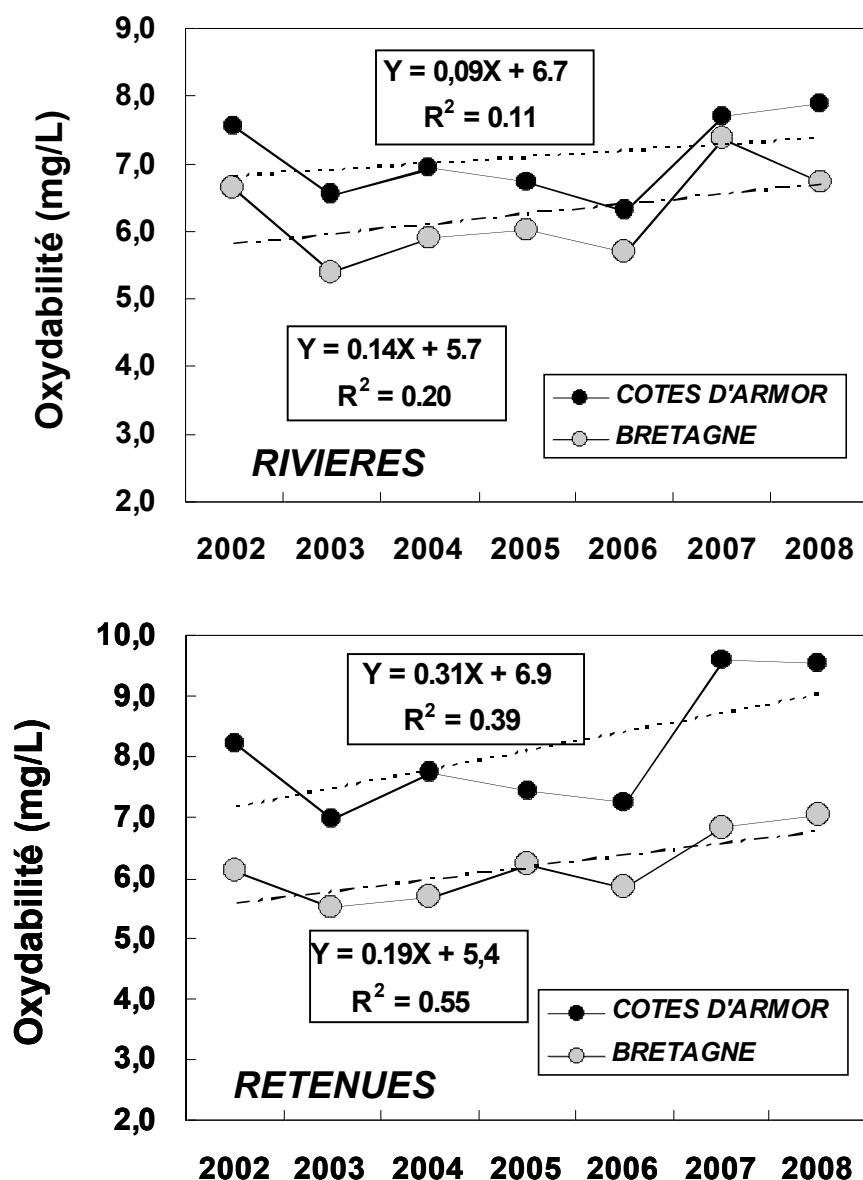 9,0
8,0
7,0
6,0
5,0
4,0
3,0
2,0
Oxydabilité (mg/L)
Y = 0,09X + 6.7
R² = 0.11
Y = 0.14X + 5.7
R² = 0.20
COTES D'ARMOR
BRETAGNE
RIVIERES
2002 2003 2004 2005 2006 2007 2008
10,0
9,0
8,0
7,0
6,0
5,0
4,0
3,0
2,0
Oxydabilité (mg/L)
Y = 0.31X + 6.9
R² = 0.39
Y = 0.19X + 5,4
R² = 0.55
COTES D'ARMOR
BRETAGNE
RETENUES
2002 2003 2004 2005 2006 2007 2008